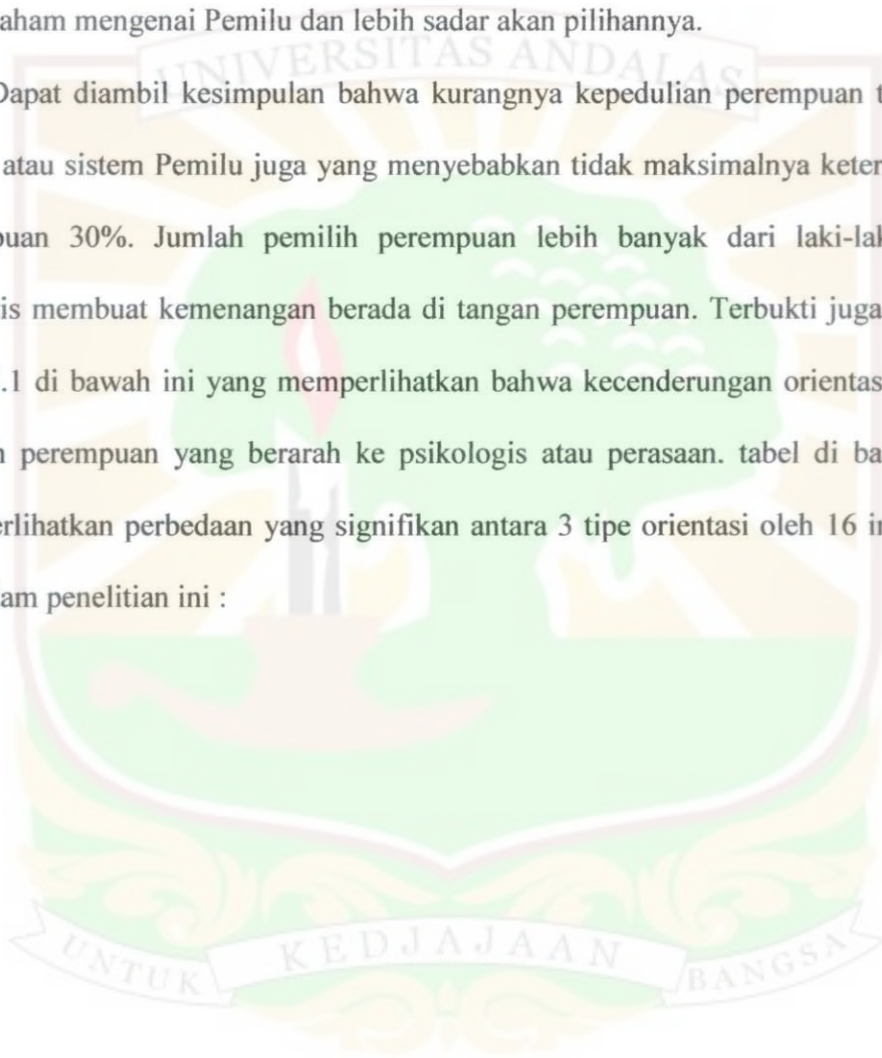 aham mengenai Pemilu dan lebih sadar akan pilihannya.
UNIVERSITAS ANDALAS
Dapat diambil kesimpulan bahwa kurangnya kepedulian perempuan t
atau sistem Pemilu juga yang menyebabkan tidak maksimalnya keter
puan 30%. Jumlah pemilih perempuan lebih banyak dari laki-lak
is membuat kemenangan berada di tangan perempuan. Terbukti juga
.1 di bawah ini yang memperlihatkan bahwa kecenderungan orientas
perempuan yang berarah ke psikologis atau perasaan. tabel di ba
erlihatkan perbedaan yang signifikan antara 3 tipe orientasi oleh 16 i
am penelitian ini :
UNTUK KEDJAJAAN BANGSA